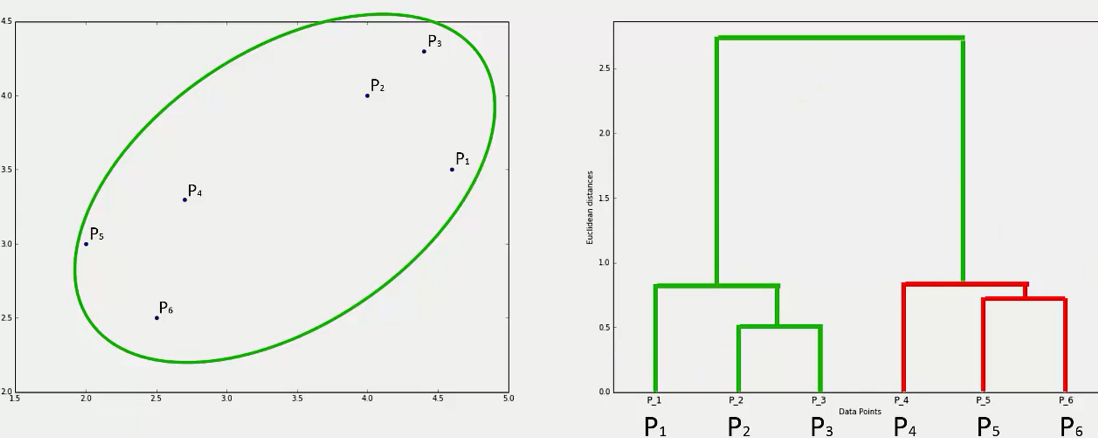 4.5
4.0
3.5
3.0
2.5
2.0
1.5 2.0 2.5 3.0 3.5 4.0 4.5 5.0
P3
P2
P1
P4
P5
P6
2.5
2.0
1.5
1.0
0.5
0.0
Euclidean distances
P_1 P_2 P_3 P_4 P_5 P_6
Data Points
P1 P2 P3 P4 P5 P6